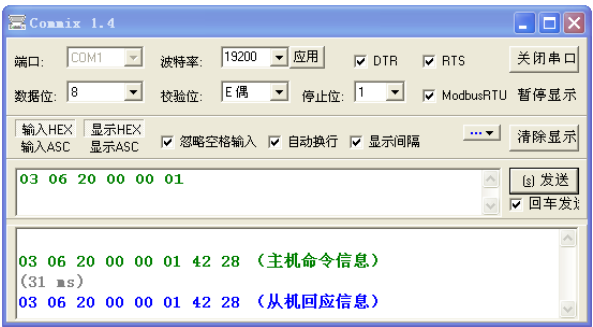 Commix 1.4
端口: COM1 波特率: 19200 应用 DTR RTS 关闭串口
数据位: 8 校验位: E 偶 停止位: 1 ModbusRTU 暂停显示
输入HEX 显示HEX
输入ASC 显示ASC 忽略空格输入 自动换行 显示间隔 ... 清除显示
03 06 20 00 00 01 [s] 发送
回车发送
03 06 20 00 00 01 42 28 (主机命令信息)
(31 ms)
03 06 20 00 00 01 42 28 (从机回应信息)